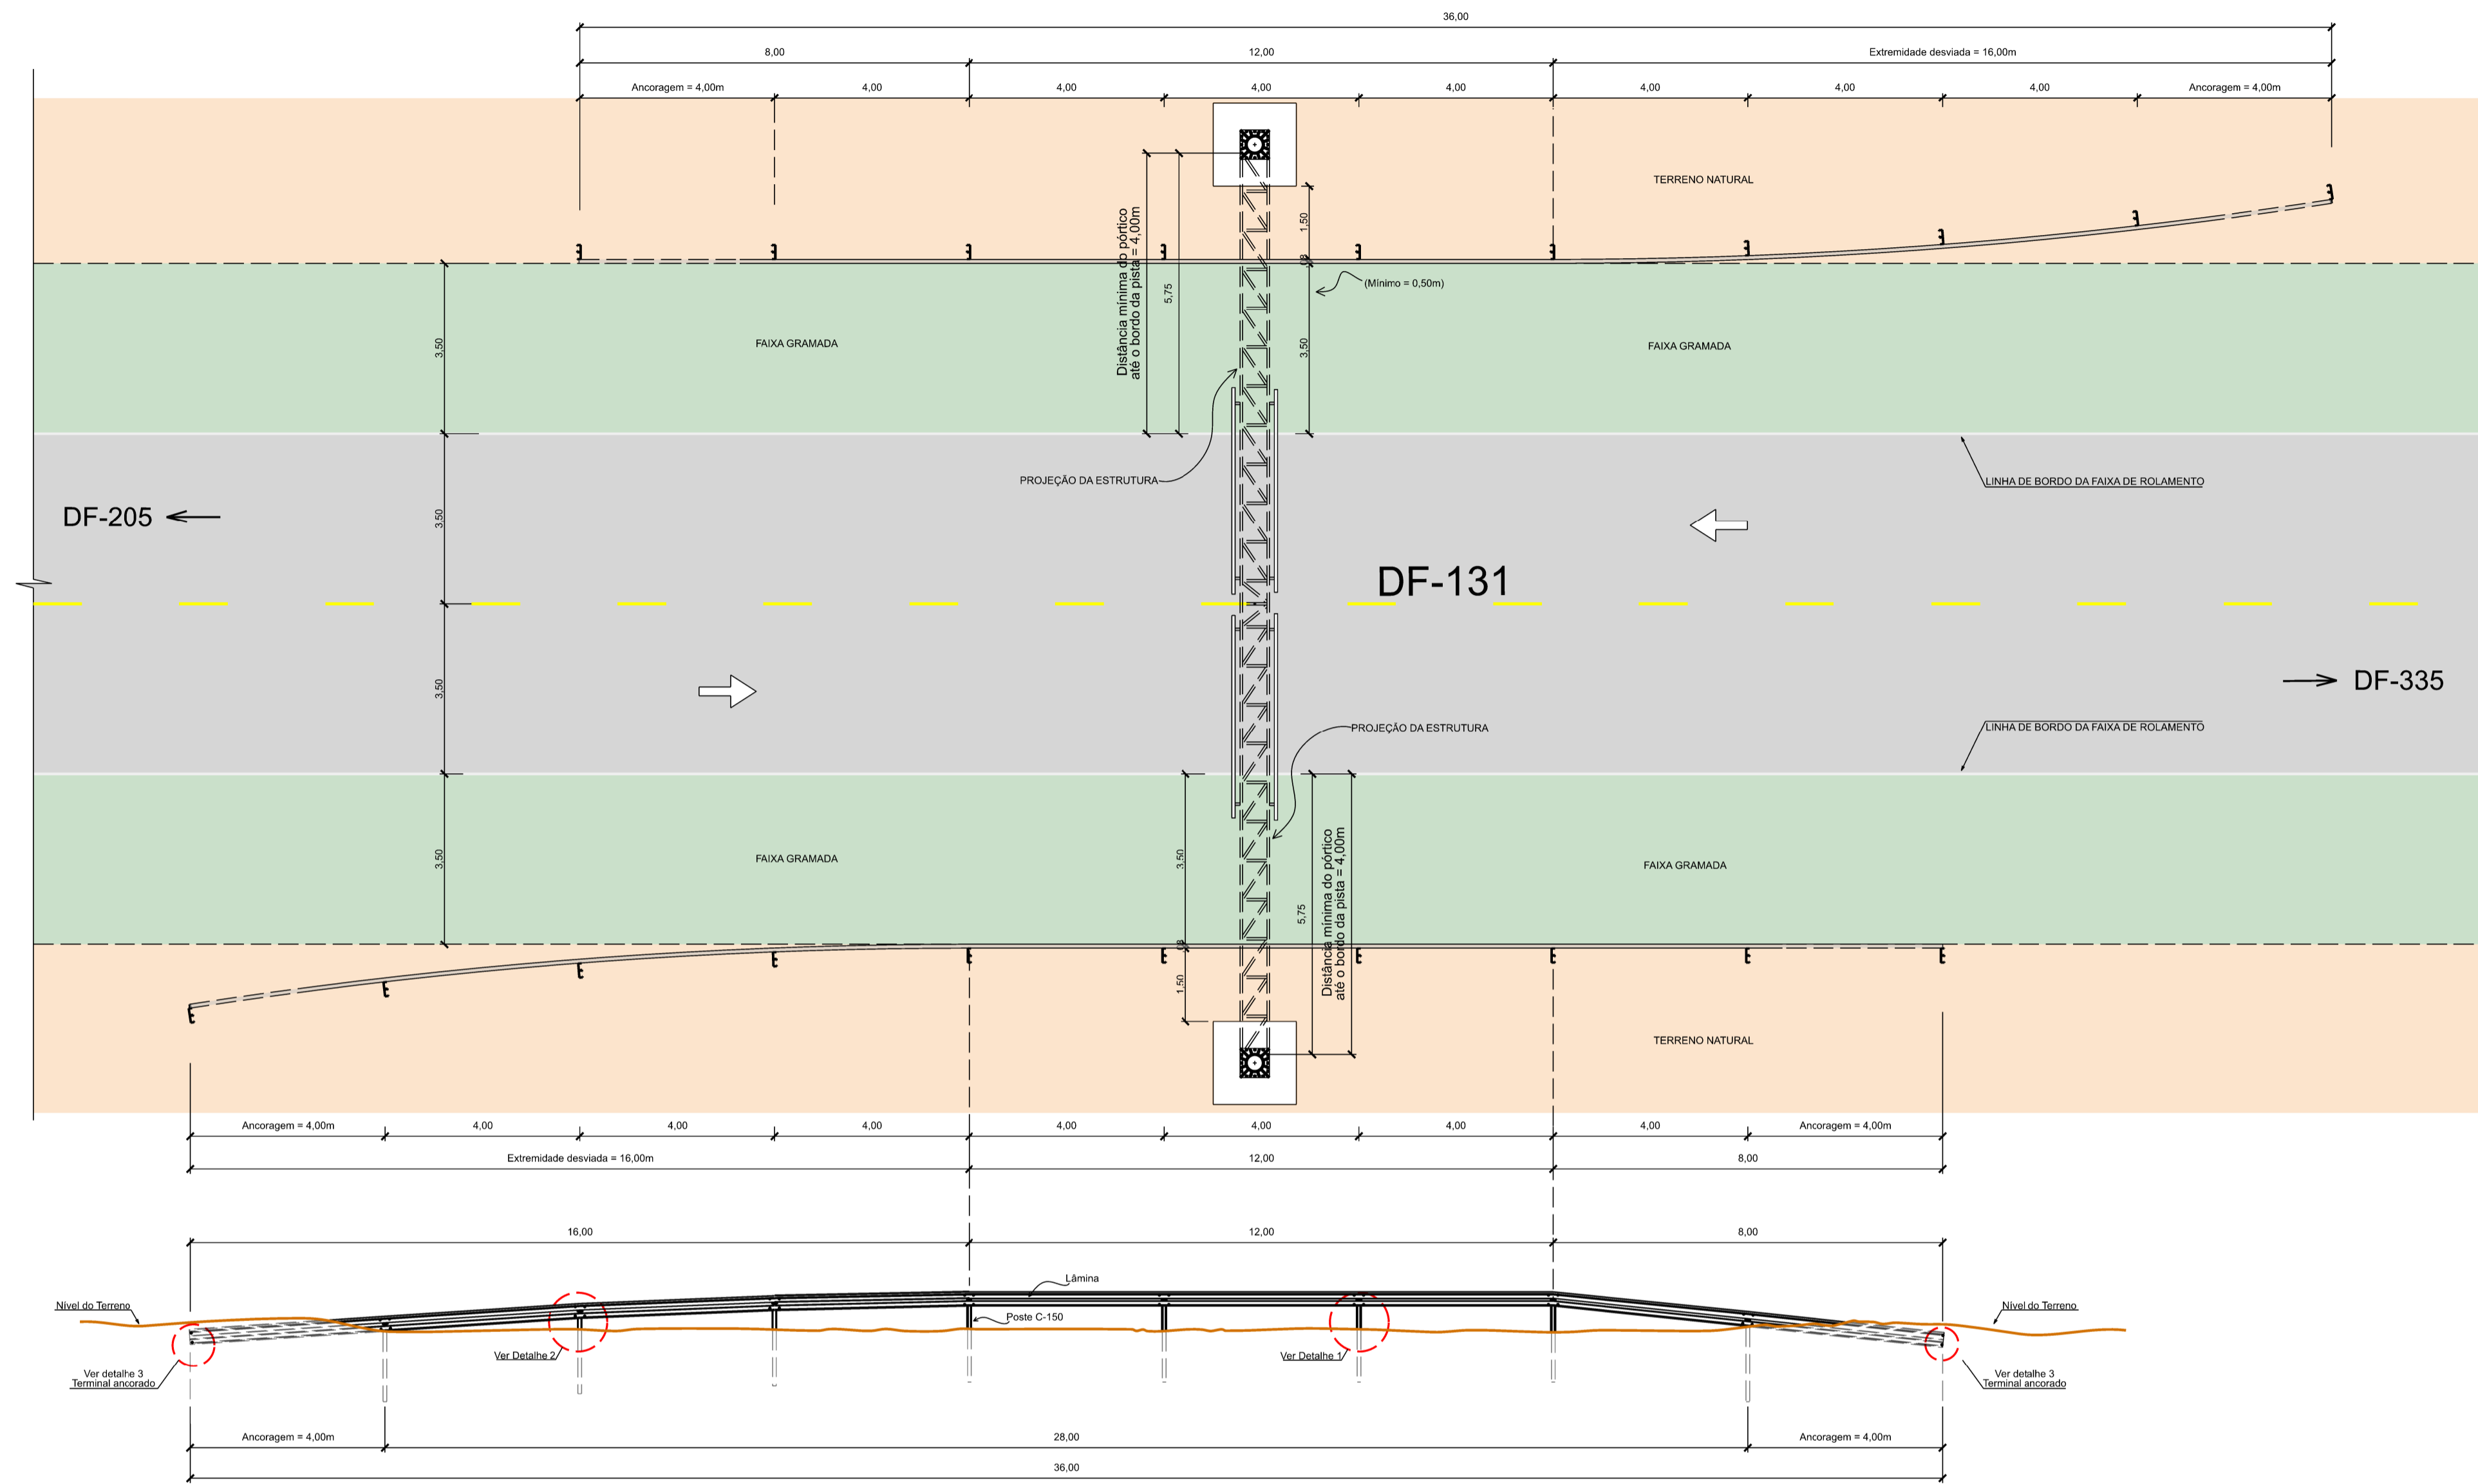 36,00
8,00
12,00
Extremidade desviada = 16,00m
Ancoragem = 4,00m
4,00
4,00
4,00
4,00
4,00
4,00
4,00
Ancoragem = 4,00m
TERRENO NATURAL
1,50
Distância mínima do pórtico
até o bordo da pista = 4,00m
5,75
(Mínimo = 0,50m)
3,50
FAIXA GRAMADA
3,50
FAIXA GRAMADA
PROJEÇÃO DA ESTRUTURA
LINHA DE BORDO DA FAIXA DE ROLAMENTO
DF-205
3,50
DF-131
3,50
DF-335
PROJEÇÃO DA ESTRUTURA
LINHA DE BORDO DA FAIXA DE ROLAMENTO
3,50
FAIXA GRAMADA
3,50
5,75
Distância mínima do pórtico
até o bordo da pista = 4,00m
FAIXA GRAMADA
1,50
TERRENO NATURAL
Ancoragem = 4,00m
4,00
4,00
4,00
4,00
4,00
4,00
4,00
Ancoragem = 4,00m
Extremidade desviada = 16,00m
12,00
8,00
16,00
12,00
8,00
Lâmina
Nível do Terreno
Nível do Terreno
Poste C-150
Ver Detalhe 2
Ver Detalhe 1
Ver detalhe 3
Terminal ancorado
Ver detalhe 3
Terminal ancorado
Ancoragem = 4,00m
28,00
Ancoragem = 4,00m
36,00